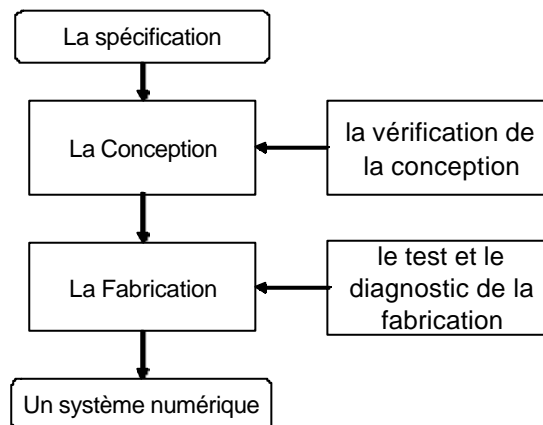 La spécification
La Conception
la vérification de
la conception
La Fabrication
le test et le
diagnostic de la
fabrication
Un système numérique